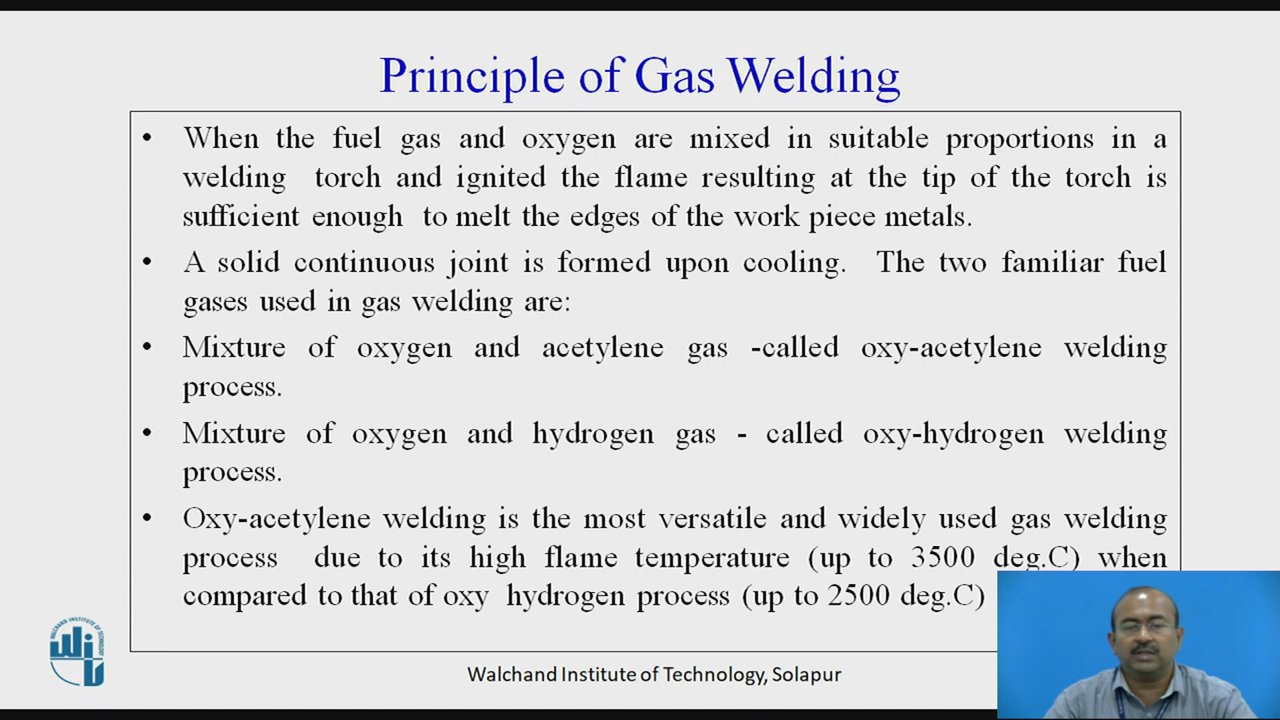 Principle of Gas Welding
• When the fuel gas and oxygen are mixed in suitable proportions in a
welding torch and ignited the flame resulting at the tip of the torch is
sufficient enough to melt the edges of the work piece metals.
• A solid continuous joint is formed upon cooling. The two familiar fuel
gases used in gas welding are:
• Mixture of oxygen and acetylene gas -called oxy-acetylene welding
process.
• Mixture of oxygen and hydrogen gas - called oxy-hydrogen welding
process.
• Oxy-acetylene welding is the most versatile and widely used gas welding
process due to its high flame temperature (up to 3500 deg.C) when
compared to that of oxy hydrogen process (up to 2500 deg.C)
WALCHAND INSTITUTE OF TECHNOLOGY
Walchand Institute of Technology, Solapur